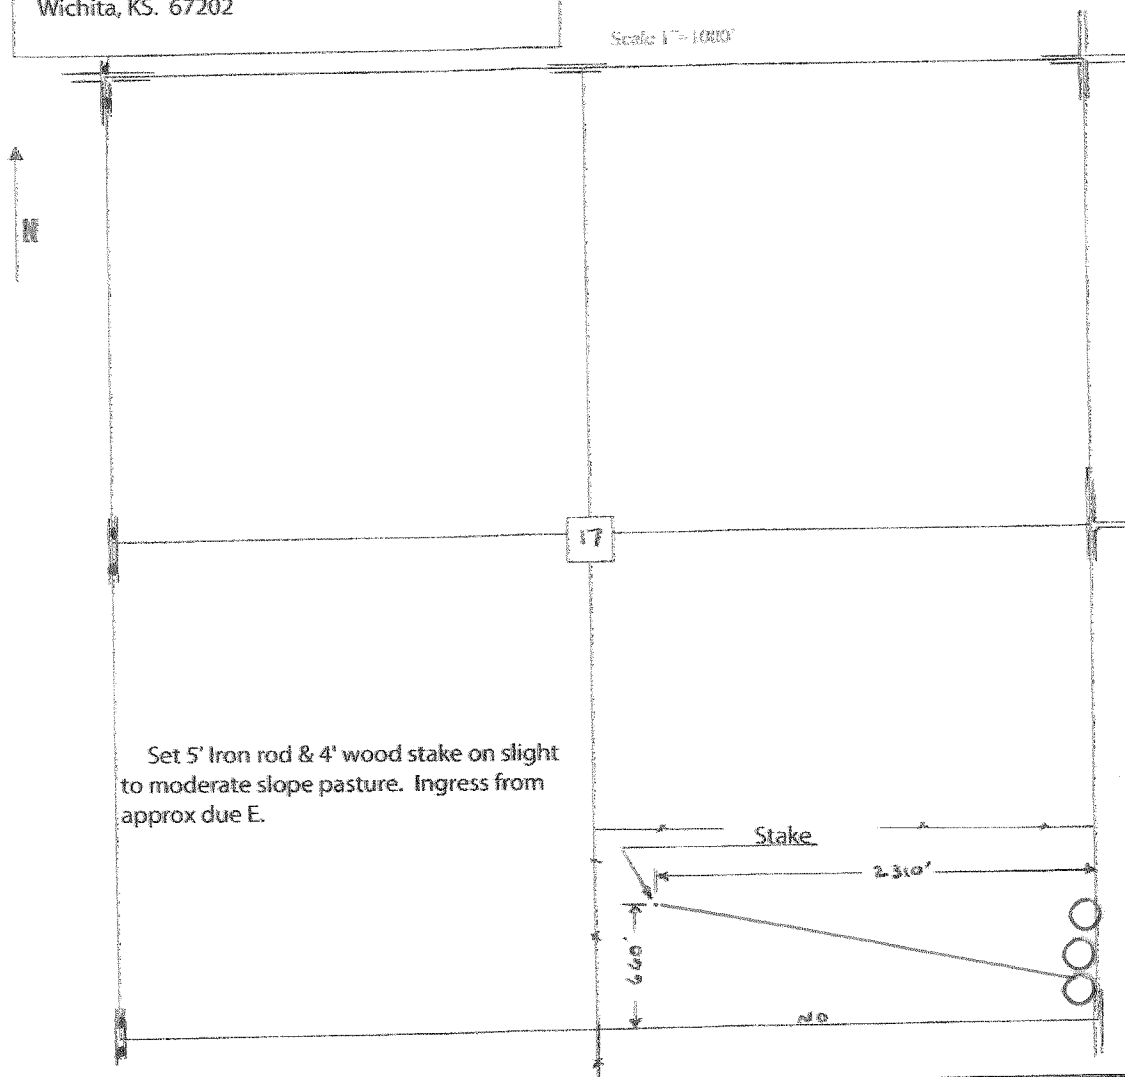 Wichita, KS. 67202
Scale 1"=1000'
N
17
Set 5' Iron rod & 4' wood stake on slight
to moderate slope pasture. Ingress from
approx due E.
Stake
2310'
660'
NO